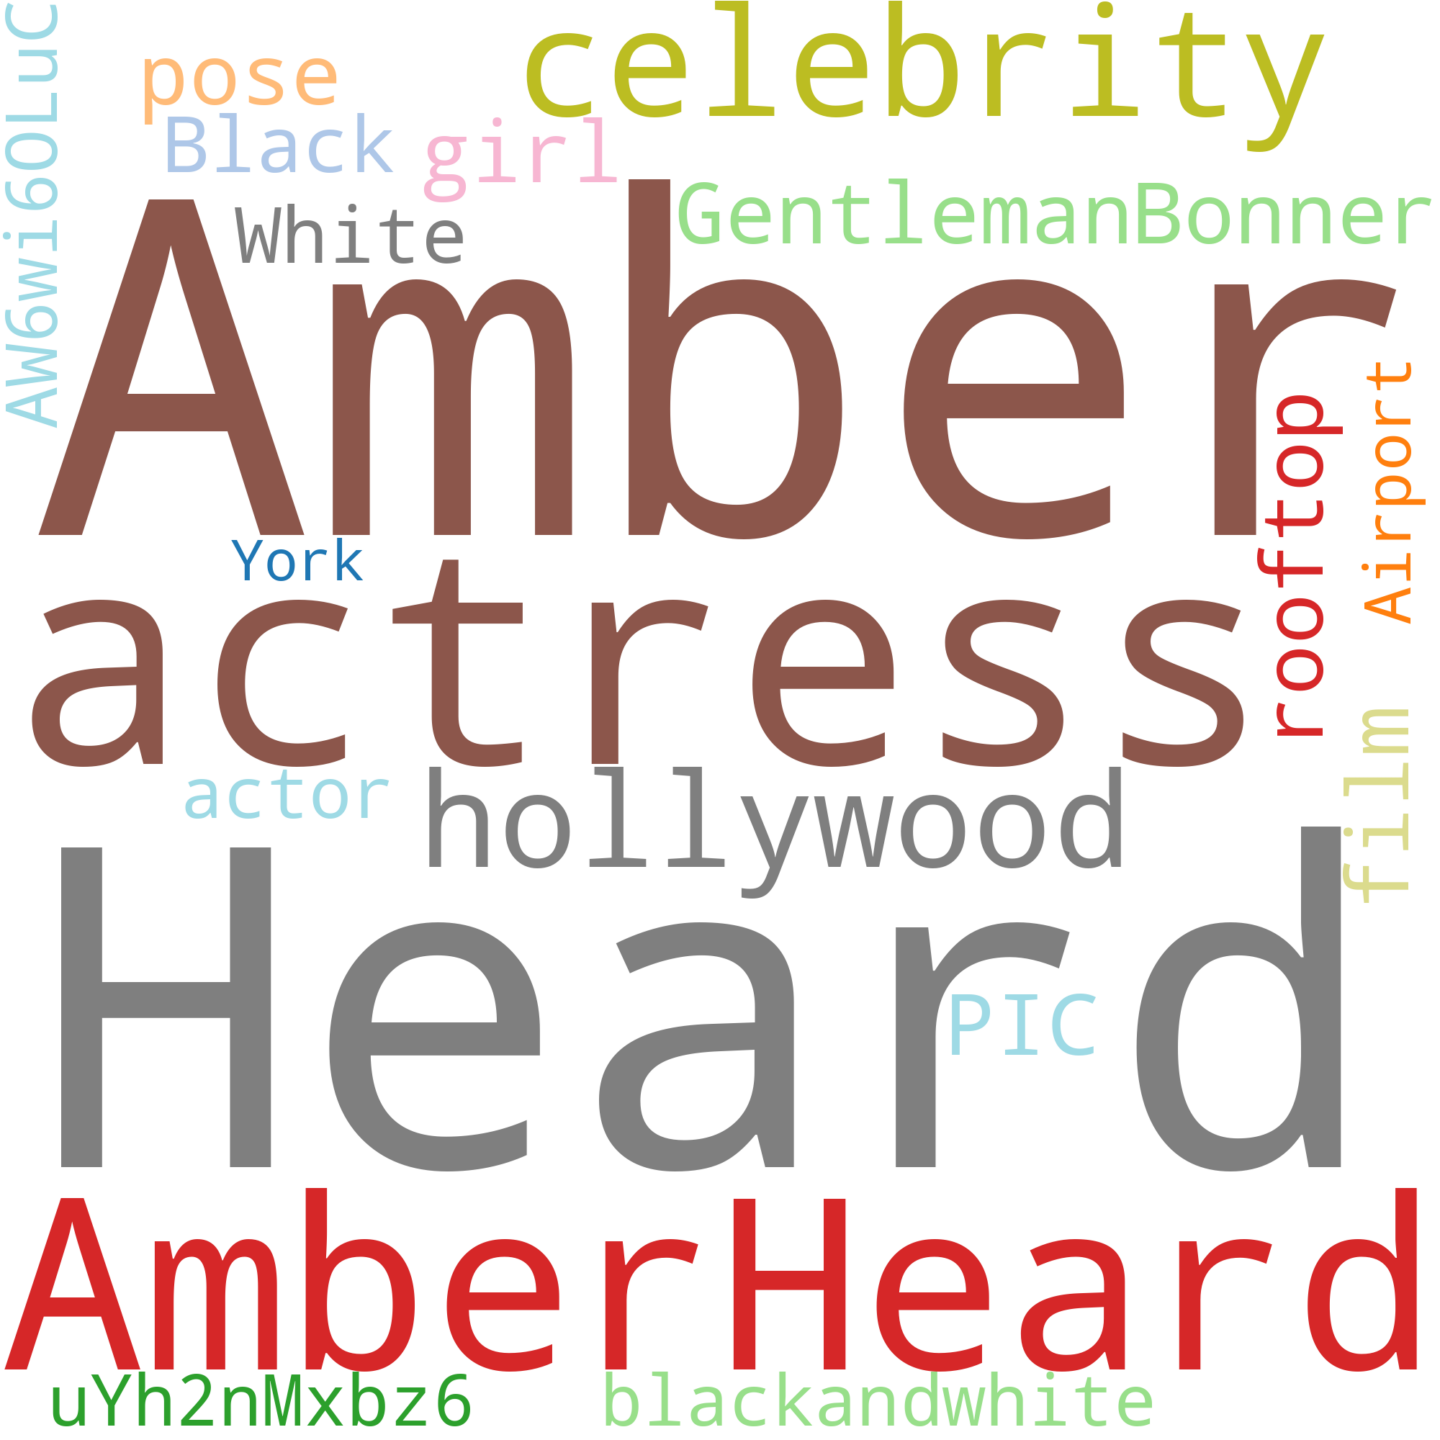 AW6wi6OLuC
pose
celebrity
Black
girl
White
GentlemanBonner
Amber
rooftop
Airport
York
actress
film
actor
hollywood
Heard
PIC
AmberHeard
uYh2nMxbz6
blackandwhite